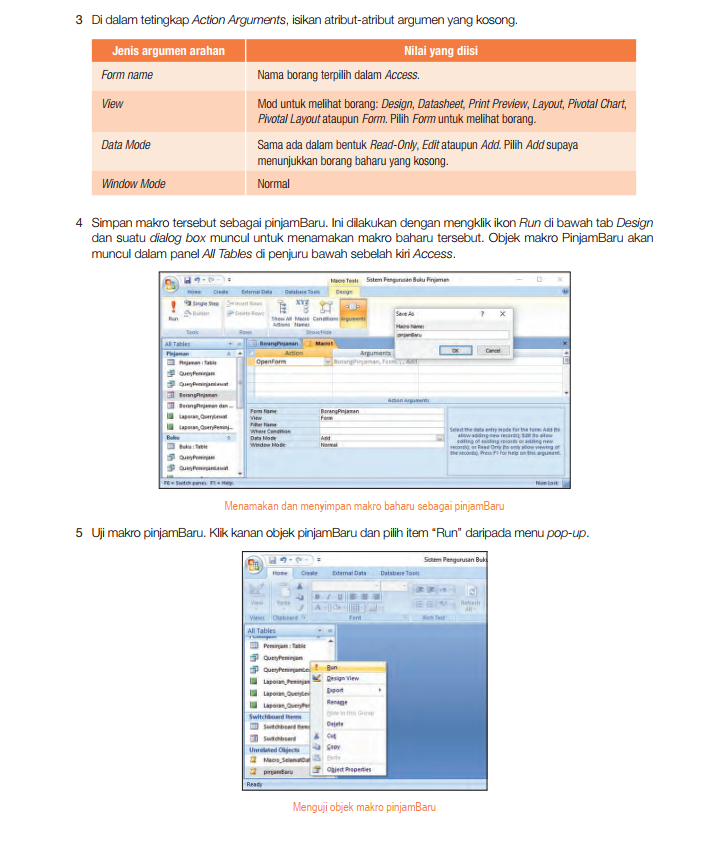 3 Di dalam tetingkap Action Arguments, isikan atribut-atribut argumen yang kosong.
Jenis argumen arahan Nilai yang diisi
Form name Nama borang terpilih dalam Access.
View Mod untuk melihat borang: Design, Datasheet, Print Preview, Layout, Pivotal Chart,
Pivotal Layout ataupun Form. Pilih Form untuk melihat borang.
Data Mode Sama ada dalam bentuk Read-Only, Edit ataupun Add. Pilih Add supaya
menunjukkan borang baharu yang kosong.
Window Mode Normal
4 Simpan makro tersebut sebagai pinjamBaru. Ini dilakukan dengan mengklik ikon Run di bawah tab Design
dan suatu dialog box muncul untuk menamakan makro baharu tersebut. Objek makro PinjamBaru akan
muncul dalam panel All Tables di penjuru bawah sebelah kiri Access.
Macro Tools Sistem Pengurusan Buku Pinjaman
Home Create External Data Database Tools Design
Run Single Step Builder Insert Rows Delete Rows
Show All Actions Macro Names Conditions Arguments
Tools Rows Show/Hide
Save As ? X
Macro Name:
pinjamBaru
OK Cancel
All Tables BorangPinjaman Macro1
Pinjaman Action Arguments
Pinjaman : Table OpenForm BorangPinjaman, Form, , , Add,
QueryPeminjam
QueryPeminjamLewat
BorangPinjaman
BorangPinjaman dan ...
Laporan_QueryLewat
Laporan_QueryPeminj...
Buku
Buku : Table
QueryPeminjam
QueryPeminjamLewat
Action Arguments
Form Name BorangPinjaman
View Form
Filter Name
Where Condition
Data Mode Add
Window Mode Normal
Select the data entry mode for the form: Add (to
allow adding new records), Edit (to allow
editing of existing records or adding new
records), or Read Only (to only allow viewing of
the records). Press F1 for help on this argument.
F6 = Switch panes. F1 = Help. Num Lock
Menamakan dan menyimpan makro baharu sebagai pinjamBaru
5 Uji makro pinjamBaru. Klik kanan objek pinjamBaru dan pilih item “Run” daripada menu pop-up.
Sistem Pengurusan Buku
Home Create External Data Database Tools
View Paste B I U Refresh All
Views Clipboard Font Rich Text
All Tables
Peminjam : Table
QueryPeminjam
QueryPeminjamLe
Laporan_Peminjam
Laporan_QueryLew
Laporan_QueryPer
Switchboard Items
Switchboard Items
Switchboard
Unrelated Objects
Macro_SelamatDat
pinjamBaru
Run
Design View
Export
Rename
Hide in this Group
Delete
Cut
Copy
Paste
Object Properties
Ready
Menguji objek makro pinjamBaru